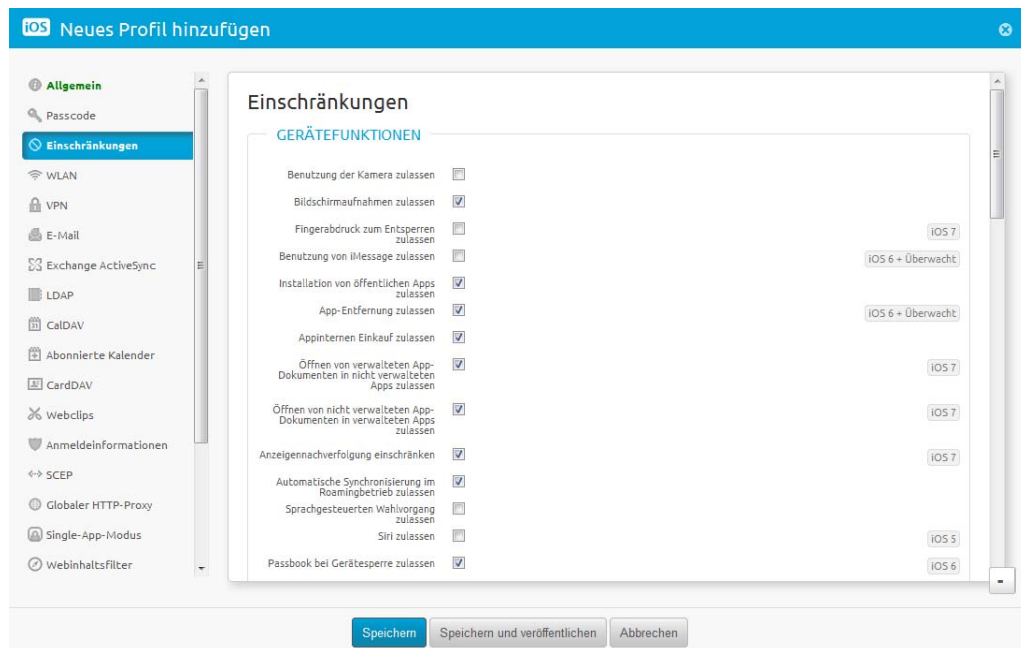 iOS Neues Profil hinzufügen
Allgemein
Passcode
Einschränkungen
WLAN
VPN
E-Mail
Exchange ActiveSync
LDAP
CalDAV
Abonnierte Kalender
CardDAV
Webclips
Anmeldeinformationen
SCEP
Globaler HTTP-Proxy
Single-App-Modus
Webinhaltsfilter
Einschränkungen
GERÄTEFUNKTIONEN
Benutzung der Kamera zulassen
Bildschirmaufnahmen zulassen
Fingerabdruck zum Entsperren
zulassen
iOS 7
Benutzung von iMessage zulassen
iOS 6 + Überwacht
Installation von öffentlichen Apps
zulassen
App-Entfernung zulassen
iOS 6 + Überwacht
Appinternen Einkauf zulassen
Öffnen von verwalteten App-
Dokumenten in nicht verwalteten
Apps zulassen
iOS 7
Öffnen von nicht verwalteten App-
Dokumenten in verwalteten Apps
zulassen
iOS 7
Anzeigennachverfolgung einschränken
iOS 7
Automatische Synchronisierung im
Roamingbetrieb zulassen
Sprachgesteuerten Wahlvorgang
zulassen
Siri zulassen
iOS 5
Passbook bei Gerätesperre zulassen
iOS 6
Speichern
Speichern und veröffentlichen
Abbrechen